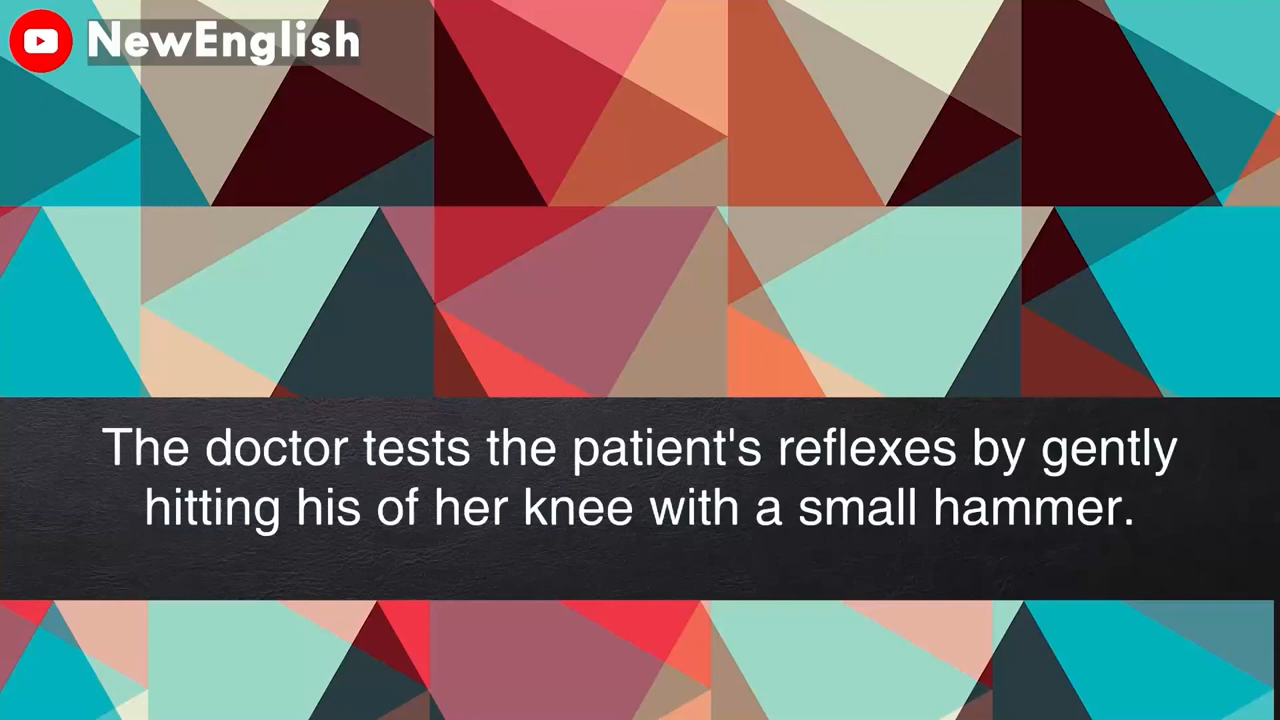 NewEnglish
The doctor tests the patient's reflexes by gently
hitting his of her knee with a small hammer.